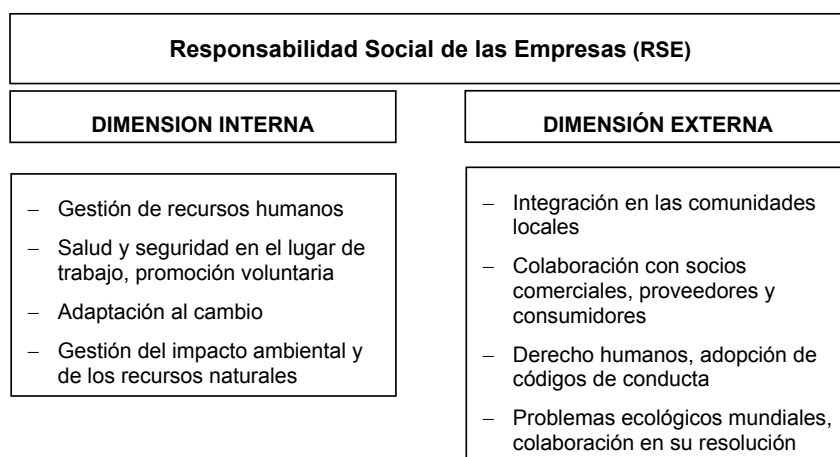 Responsabilidad Social de las Empresas (RSE)
DIMENSION INTERNA
– Gestión de recursos humanos
– Salud y seguridad en el lugar de
trabajo, promoción voluntaria
– Adaptación al cambio
– Gestión del impacto ambiental y
de los recursos naturales
DIMENSIÓN EXTERNA
– Integración en las comunidades
locales
– Colaboración con socios
comerciales, proveedores y
consumidores
– Derecho humanos, adopción de
códigos de conducta
– Problemas ecológicos mundiales,
colaboración en su resolución